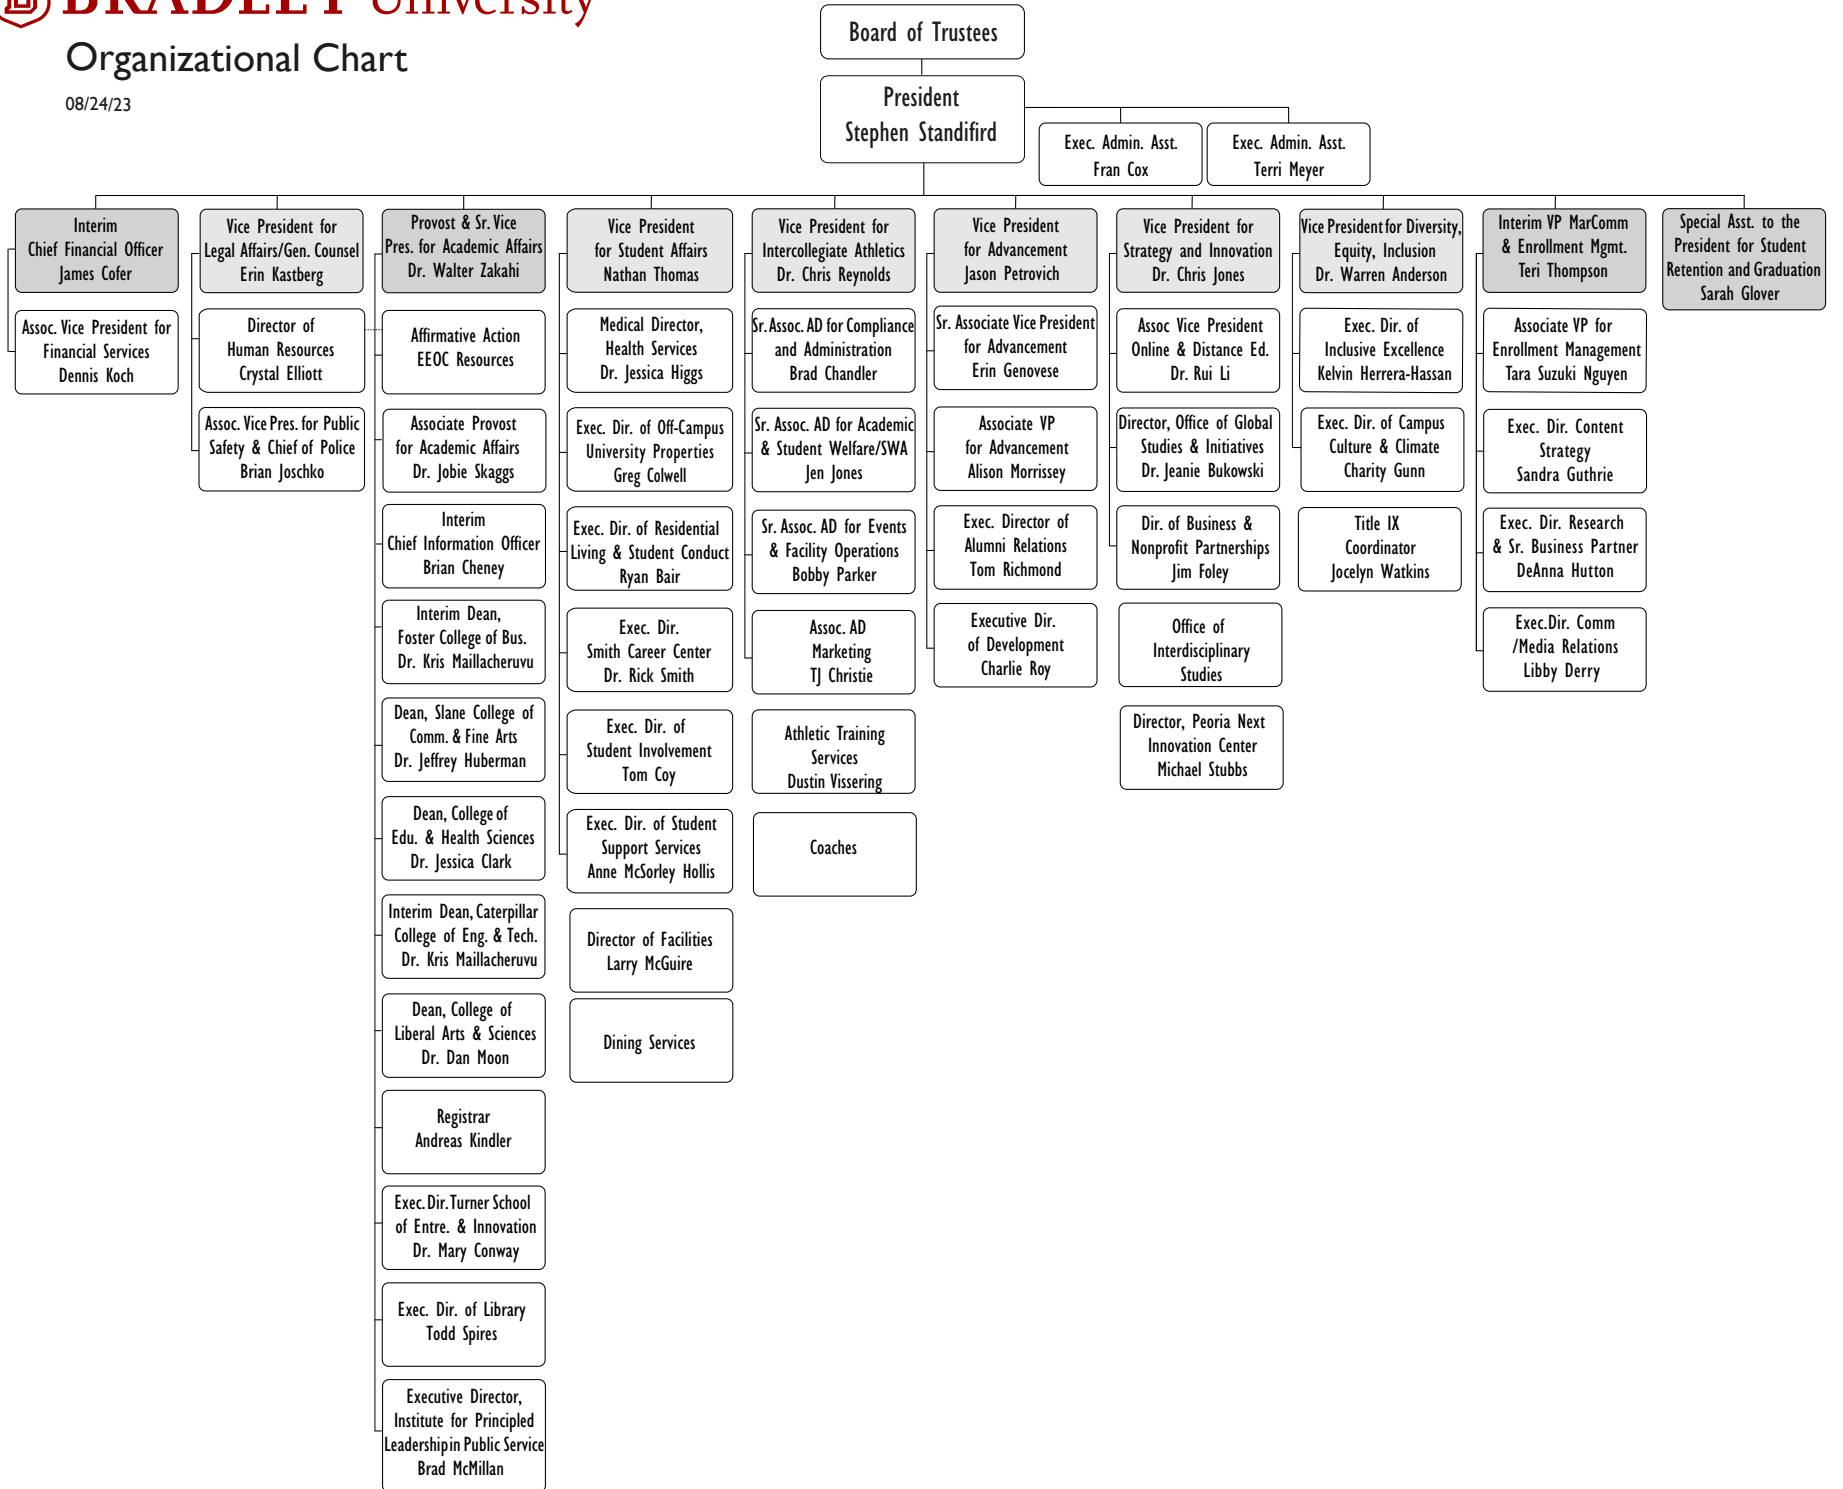 BRADLEY University
Organizational Chart
08/24/23
Board of Trustees
President
Stephen Standifird
Exec. Admin. Asst.
Fran Cox
Exec. Admin. Asst.
Terri Meyer
Interim
Chief Financial Officer
James Cofer
Assoc. Vice President for
Financial Services
Dennis Koch
Vice President for
Legal Affairs/Gen. Counsel
Erin Kastberg
Director of
Human Resources
Crystal Elliott
Assoc. Vice Pres. for Public
Safety & Chief of Police
Brian Joschko
Provost & Sr. Vice
Pres. for Academic Affairs
Dr. Walter Zakahi
Affirmative Action
EEOC Resources
Associate Provost
for Academic Affairs
Dr. Jobie Skaggs
Interim
Chief Information Officer
Brian Cheney
Interim Dean,
Foster College of Bus.
Dr. Kris Maillacheruvu
Dean, Slane College of
Comm. & Fine Arts
Dr. Jeffrey Huberman
Dean, College of
Edu. & Health Sciences
Dr. Jessica Clark
Interim Dean, Caterpillar
College of Eng. & Tech.
Dr. Kris Maillacheruvu
Dean, College of
Liberal Arts & Sciences
Dr. Dan Moon
Registrar
Andreas Kindler
Exec. Dir. Turner School
of Entre. & Innovation
Dr. Mary Conway
Exec. Dir. of Library
Todd Spires
Executive Director,
Institute for Principled
Leadership in Public Service
Brad McMillan
Vice President
for Student Affairs
Nathan Thomas
Medical Director,
Health Services
Dr. Jessica Higgs
Exec. Dir. of Off-Campus
University Properties
Greg Colwell
Exec. Dir. of Residential
Living & Student Conduct
Ryan Bair
Exec. Dir.
Smith Career Center
Dr. Rick Smith
Exec. Dir. of
Student Involvement
Tom Coy
Exec. Dir. of Student
Support Services
Anne McSorley Hollis
Director of Facilities
Larry McGuire
Dining Services
Vice President for
Intercollegiate Athletics
Dr. Chris Reynolds
Sr. Assoc. AD for Compliance
and Administration
Brad Chandler
Sr. Assoc. AD for Academic
& Student Welfare/SWA
Jen Jones
Sr. Assoc. AD for Events
& Facility Operations
Bobby Parker
Assoc. AD
Marketing
TJ Christie
Athletic Training
Services
Dustin Vissering
Coaches
Vice President
for Advancement
Jason Petrovich
Sr. Associate Vice President
for Advancement
Erin Genovese
Associate VP
for Advancement
Alison Morrissey
Exec. Director of
Alumni Relations
Tom Richmond
Executive Dir.
of Development
Charlie Roy
Vice President for
Strategy and Innovation
Dr. Chris Jones
Assoc Vice President
Online & Distance Ed.
Dr. Rui Li
Director, Office of Global
Studies & Initiatives
Dr. Jeanie Bukowski
Dir. of Business &
Nonprofit Partnerships
Jim Foley
Office of
Interdisciplinary
Studies
Director, Peoria Next
Innovation Center
Michael Stubbs
Vice President for Diversity,
Equity, Inclusion
Dr. Warren Anderson
Exec. Dir. of
Inclusive Excellence
Kelvin Herrera-Hassan
Exec. Dir. of Campus
Culture & Climate
Charity Gunn
Title IX
Coordinator
Jocelyn Watkins
Interim VP MarComm
& Enrollment Mgmt.
Teri Thompson
Associate VP for
Enrollment Management
Tara Suzuki Nguyen
Exec. Dir. Content
Strategy
Sandra Guthrie
Exec. Dir. Research
& Sr. Business Partner
DeAnna Hutton
Exec.Dir. Comm
/Media Relations
Libby Derry
Special Asst. to the
President for Student
Retention and Graduation
Sarah Glover